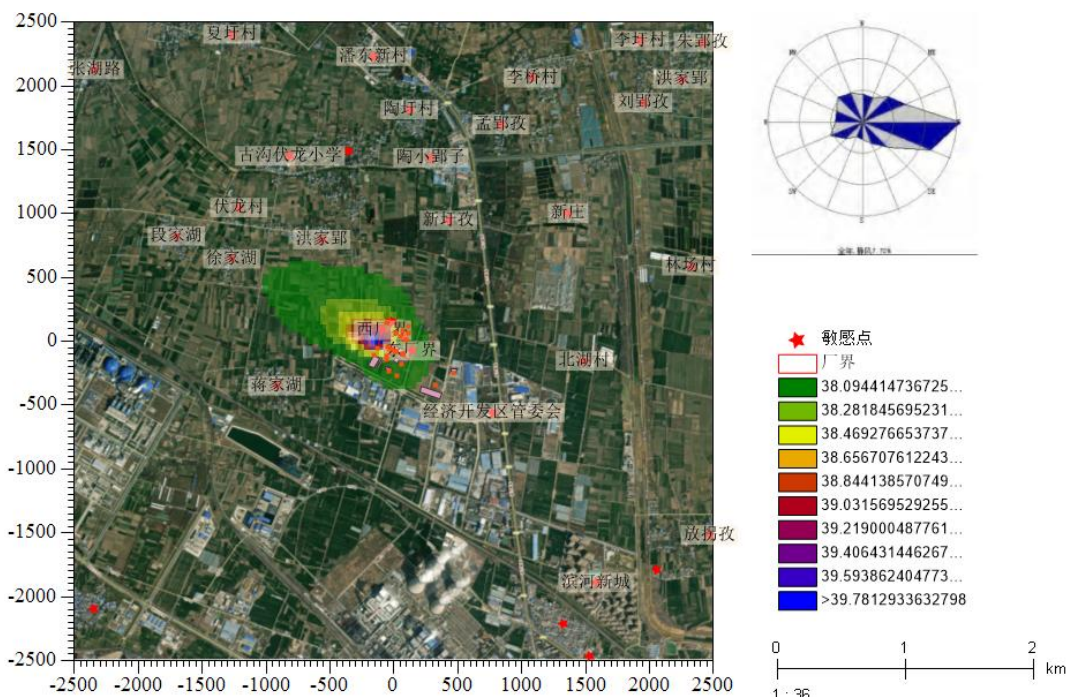 2500
2000
1500
1000
500
0
-500
-1000
-1500
-2000
-2500
-2500 -2000 -1500 -1000 -500 0 500 1000 1500 2000 2500
夏圩村
李圩村
朱郢孜
潘东新村
张湖路
李桥村
洪家郢
陶圩村
刘郢孜
孟郢孜
古沟伏龙小学
陶小郢子
伏龙村
新圩孜
新庄
段家湖
洪家郢
徐家湖
林场村
西厂界
东厂界
北湖村
蒋家湖
经济开发区管委会
放拐孜
滨河新城
SE
S
敏感点
厂界
38.094414736725...
38.281845695231...
38.469276653737...
38.656707612243...
38.844138570749...
39.031569529255...
39.219000487761...
39.406431446267...
39.593862404773...
>39.7812933632798
0 1 2
km
1 : 36